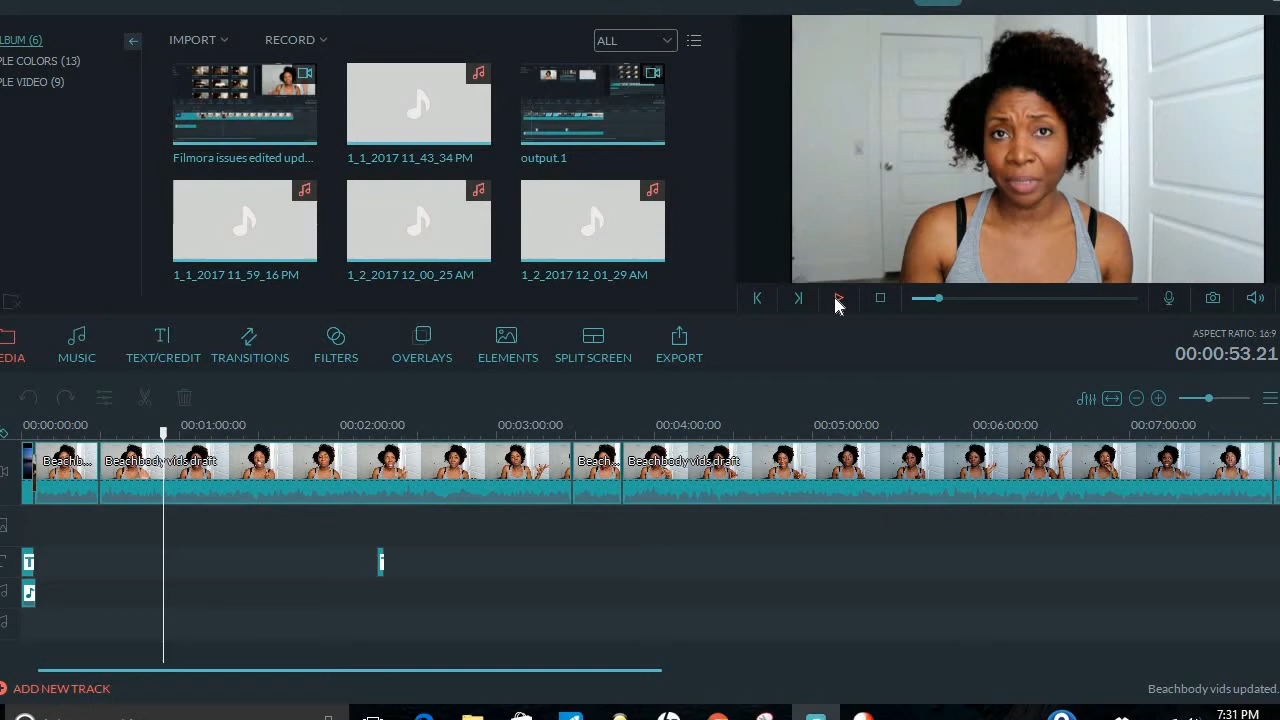 LBUM (6)
IMPORT
RECORD
ALL
PLE COLORS (13)
PLE VIDEO (9)
Filmora issues edited upd...
1_1_2017 11_43_34 PM
output.1
1_1_2017 11_59_16 PM
1_2_2017 12_00_25 AM
1_2_2017 12_01_29 AM
EDIA
MUSIC
TEXT/CREDIT
TRANSITIONS
FILTERS
OVERLAYS
ELEMENTS
SPLIT SCREEN
EXPORT
ASPECT RATIO: 16:9
00:00:53.21
00:00:00:00
00:01:00:00
00:02:00:00
00:03:00:00
00:04:00:00
00:05:00:00
00:06:00:00
00:07:00:00
Beachb...
Beachbody vids.draft
Beach...
Beachbody vids.draft
ADD NEW TRACK
Beachbody vids updated.
7:31 PM